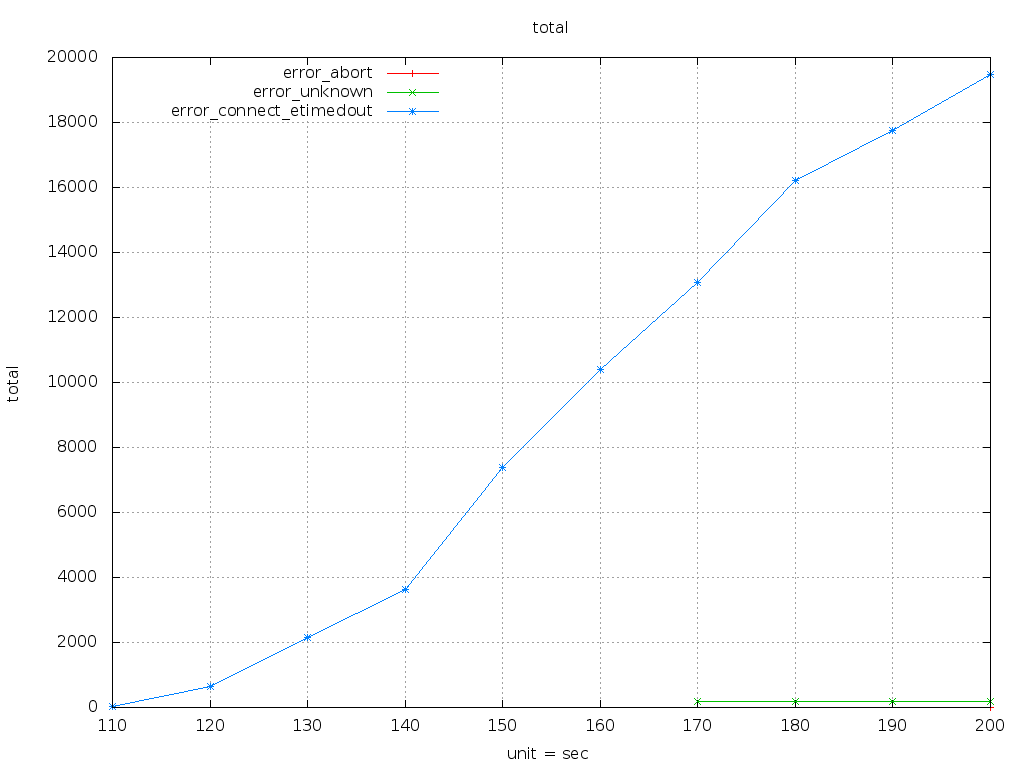 total
20000
error_abort
error_unknown
error_connect_etimedout
18000
16000
14000
12000
total
10000
8000
6000
4000
2000
0
110 120 130 140 150 160 170 180 190 200
unit = sec